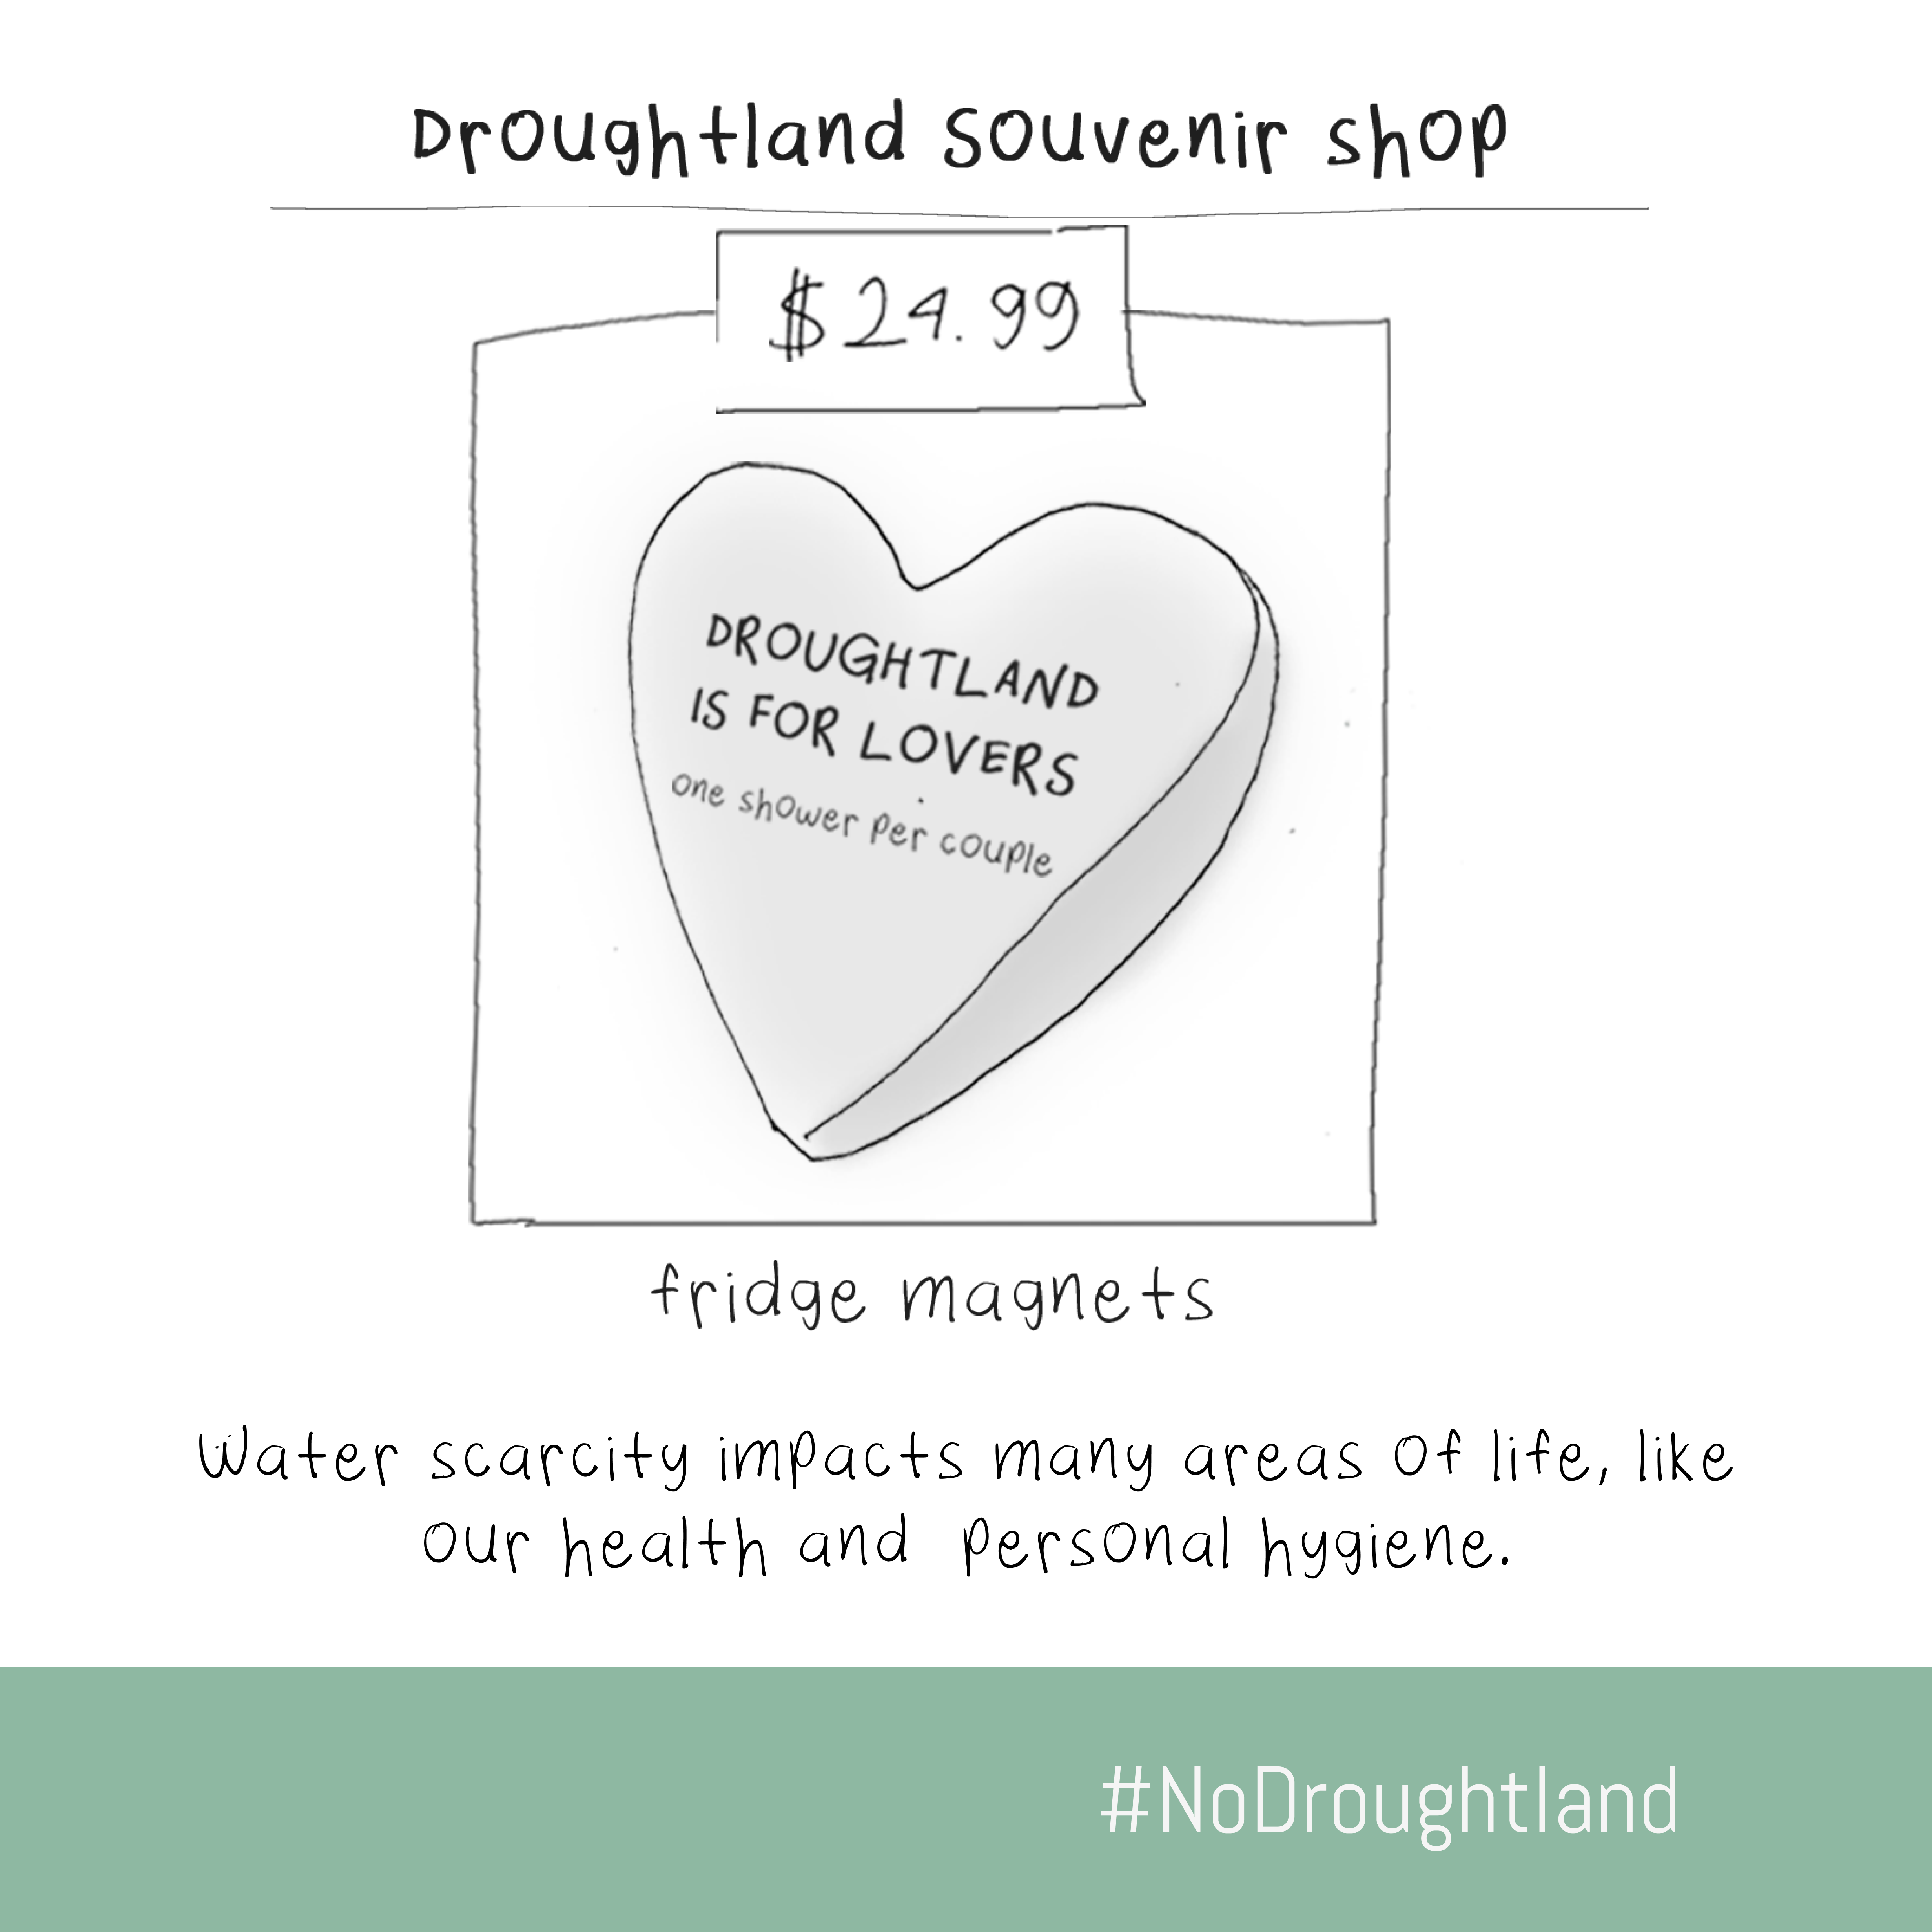 Droughtland souvenir shop
$24.99
DROUGHTLAND
IS FOR LOVERS
one shower per couple
fridge magnets
Water scarcity impacts many areas of life, like
our health and personal hygiene.
#NoDroughtland